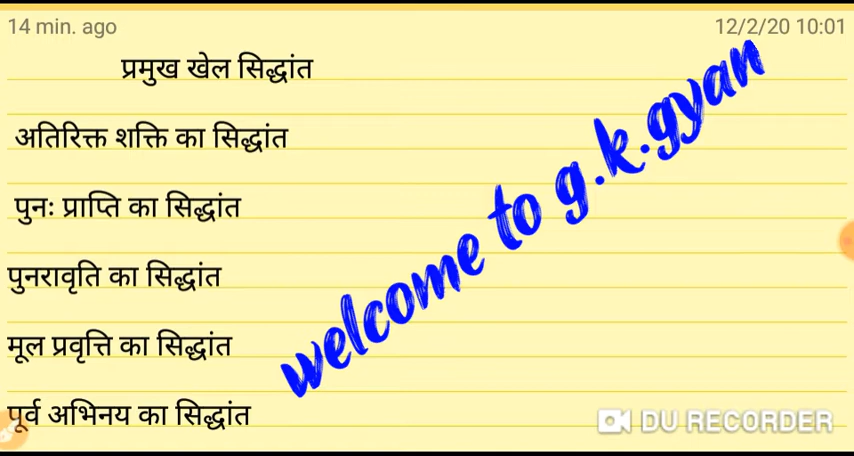 14 min. ago 12/2/20 10:01
प्रमुख खेल सिद्धांत
अतिरिक्त शक्ति का सिद्धांत
पुनः प्राप्ति का सिद्धांत
पुनरावृति का सिद्धांत
मूल प्रवृत्ति का सिद्धांत
पूर्व अभिनय का सिद्धांत
welcome to g.k.gyan
DU RECORDER